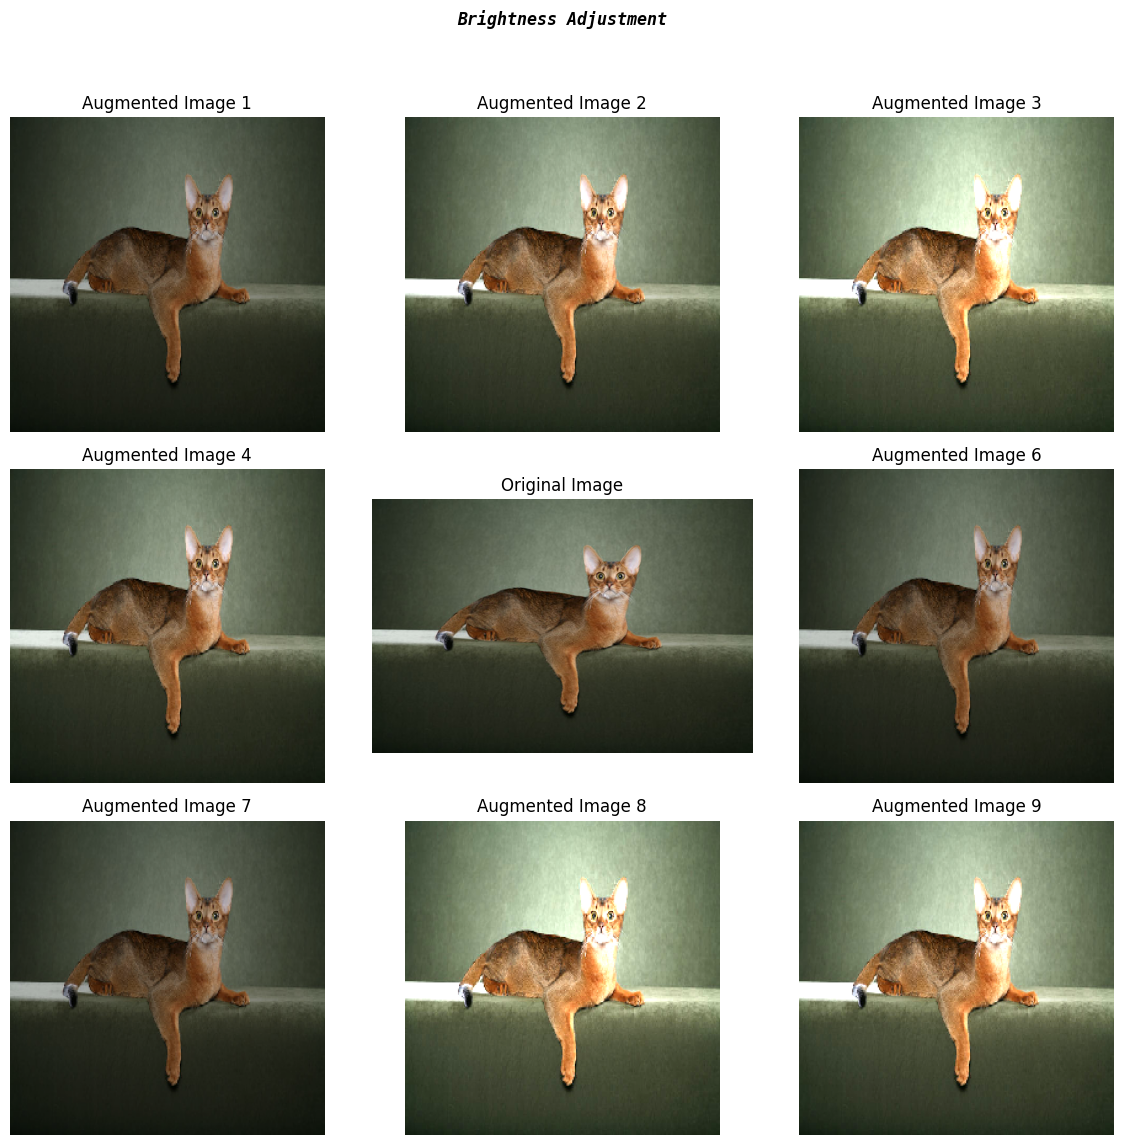 Brightness Adjustment
Augmented Image 1
Augmented Image 2
Augmented Image 3
Augmented Image 4
Original Image
Augmented Image 6
Augmented Image 7
Augmented Image 8
Augmented Image 9